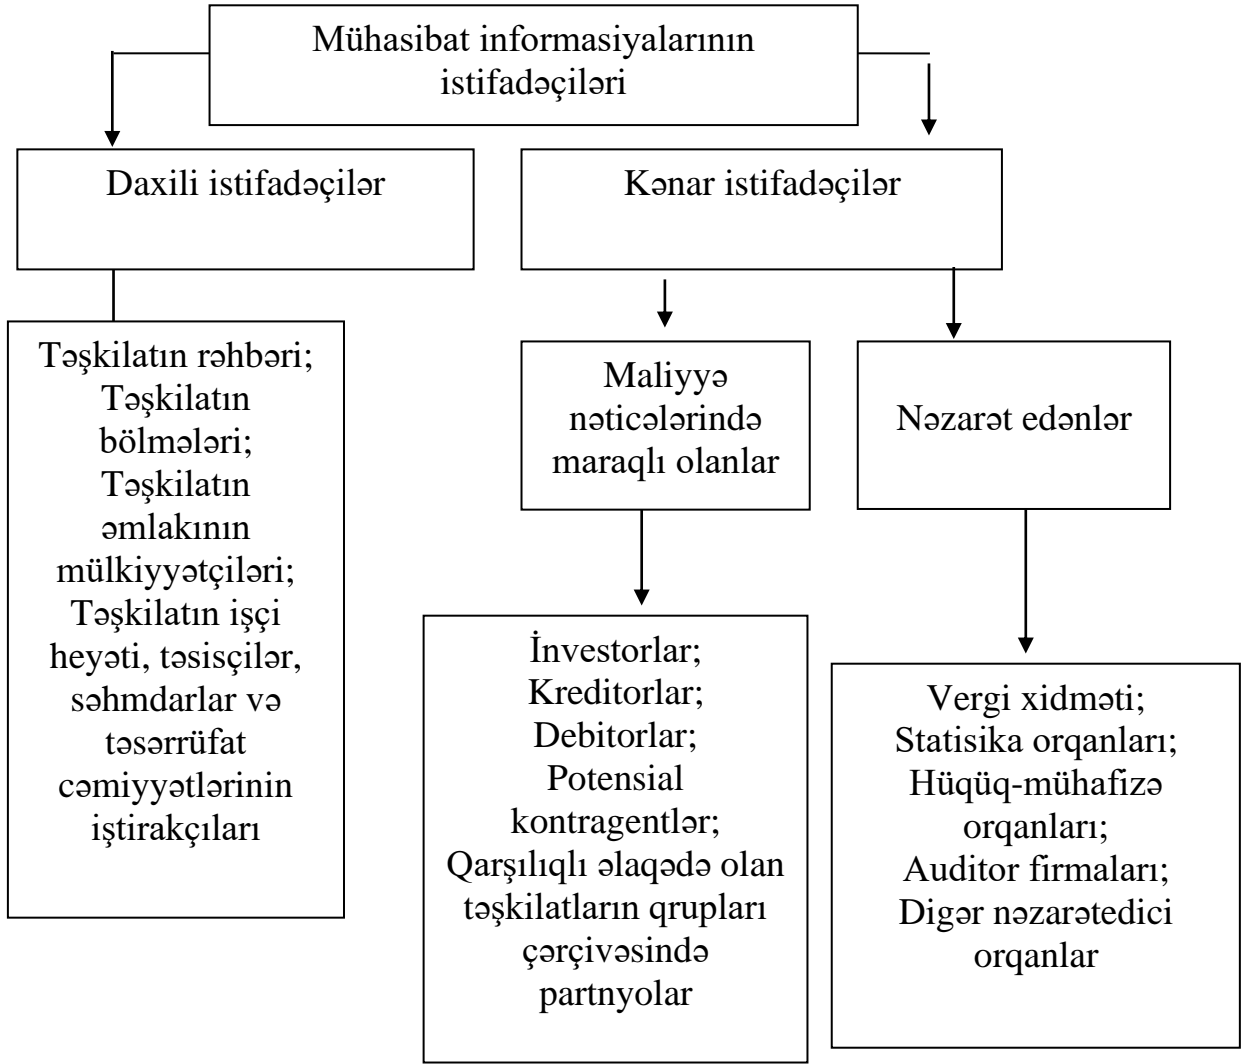 Mühasibat informasiyalarının
istifadəçiləri
Daxili istifadəçilər
Kənar istifadəçilər
Təşkilatın rəhbəri;
Təşkilatın
bölmələri;
Təşkilatın
əmlakının
mülkiyyətçiləri;
Təşkilatın işçi
heyəti, təsisçilər,
səhmdarlar və
təsərrüfat
cəmiyyətlərinin
iştirakçıları
Maliyyə
nəticələrində
maraqlı olanlar
Nəzarət edənlər
İnvestorlar;
Kreditorlar;
Debitorlar;
Potensial
kontragentlər;
Qarşılıqlı əlaqədə olan
təşkilatların qrupları
çərçivəsində
partnyolar
Vergi xidməti;
Statisika orqanları;
Hüqüq-mühafizə
orqanları;
Auditor firmaları;
Digər nəzarətedici
orqanlar